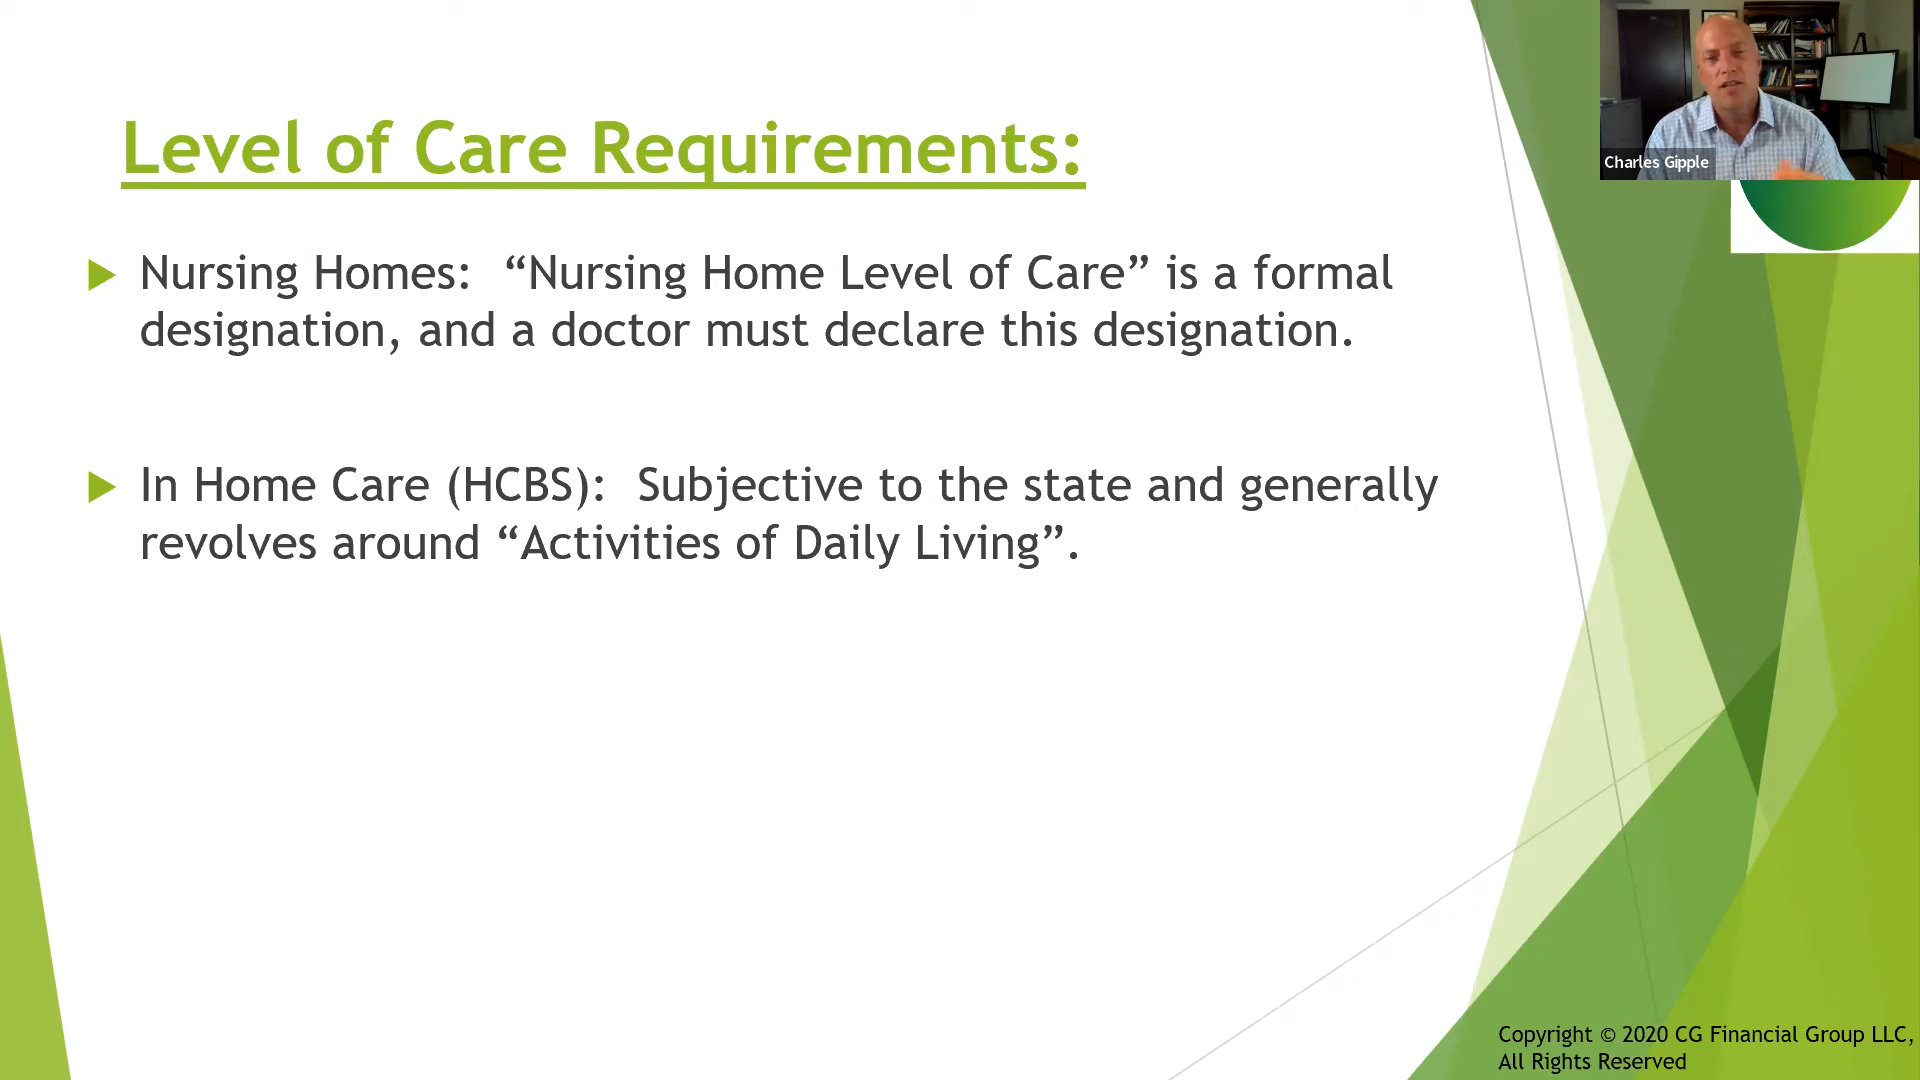 Level of Care Requirements:
Nursing Homes:  “Nursing Home Level of Care” is a formal
designation, and a doctor must declare this designation.
In Home Care (HCBS):  Subjective to the state and generally
revolves around “Activities of Daily Living”.
Charles Gipple
Copyright © 2020 CG Financial Group LLC,
All Rights Reserved